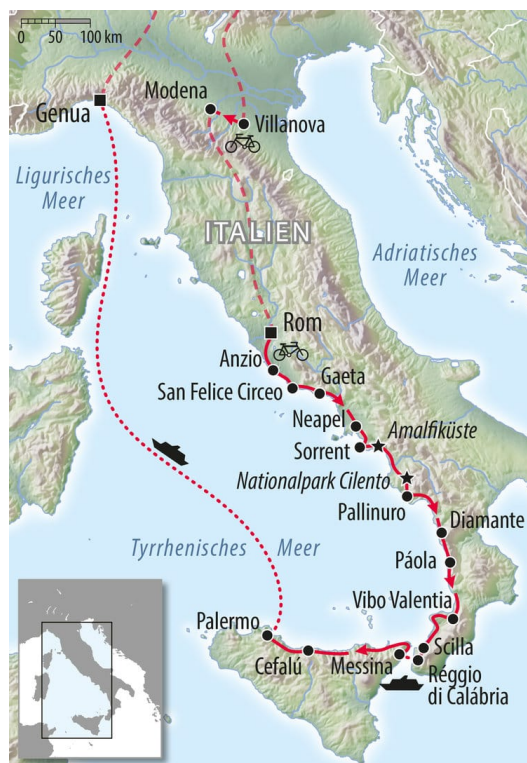 0 50 100 km
Modena
Genua
Villanova
Ligurisches
Meer
ITALIEN
Adriatisches
Meer
Rom
Anzio
San Felice Circeo
Gaeta
Neapel
Amalfiküste
Sorrent
Nationalpark Cilento
Pallinuro
Diamante
Tyrrhenisches Meer
Páola
Vibo Valentia
Palermo
Scilla
Cefalú
Messina
Réggio
di Calábria